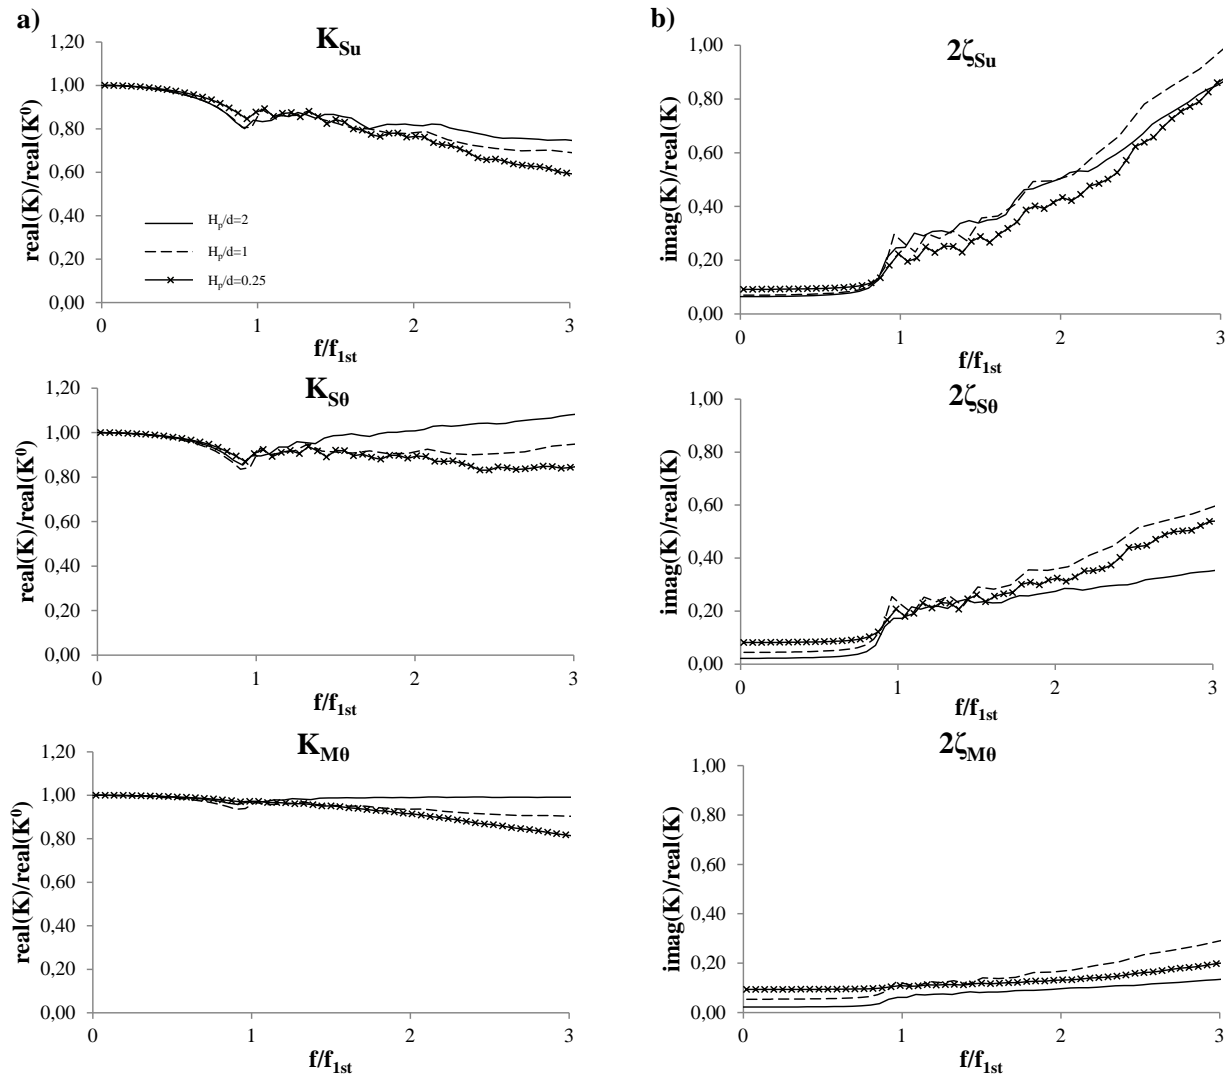 a)
K_Su
real(K)/real(K⁰)
1,20
1,00
0,80
0,60
0,40
0,20
0,00
H_p/d=2
H_p/d=1
H_p/d=0.25
0 1 2 3
f/f_1st
b)
2ζ_Su
imag(K)/real(K)
1,00
0,80
0,60
0,40
0,20
0,00
0 1 2 3
f/f_1st
K_Sθ
real(K)/real(K⁰)
1,20
1,00
0,80
0,60
0,40
0,20
0,00
0 1 2 3
f/f_1st
2ζ_Sθ
imag(K)/real(K)
1,00
0,80
0,60
0,40
0,20
0,00
0 1 2 3
f/f_1st
K_Mθ
real(K)/real(K⁰)
1,20
1,00
0,80
0,60
0,40
0,20
0,00
0 1 2 3
f/f_1st
2ζ_Mθ
imag(K)/real(K)
1,00
0,80
0,60
0,40
0,20
0,00
0 1 2 3
f/f_1st